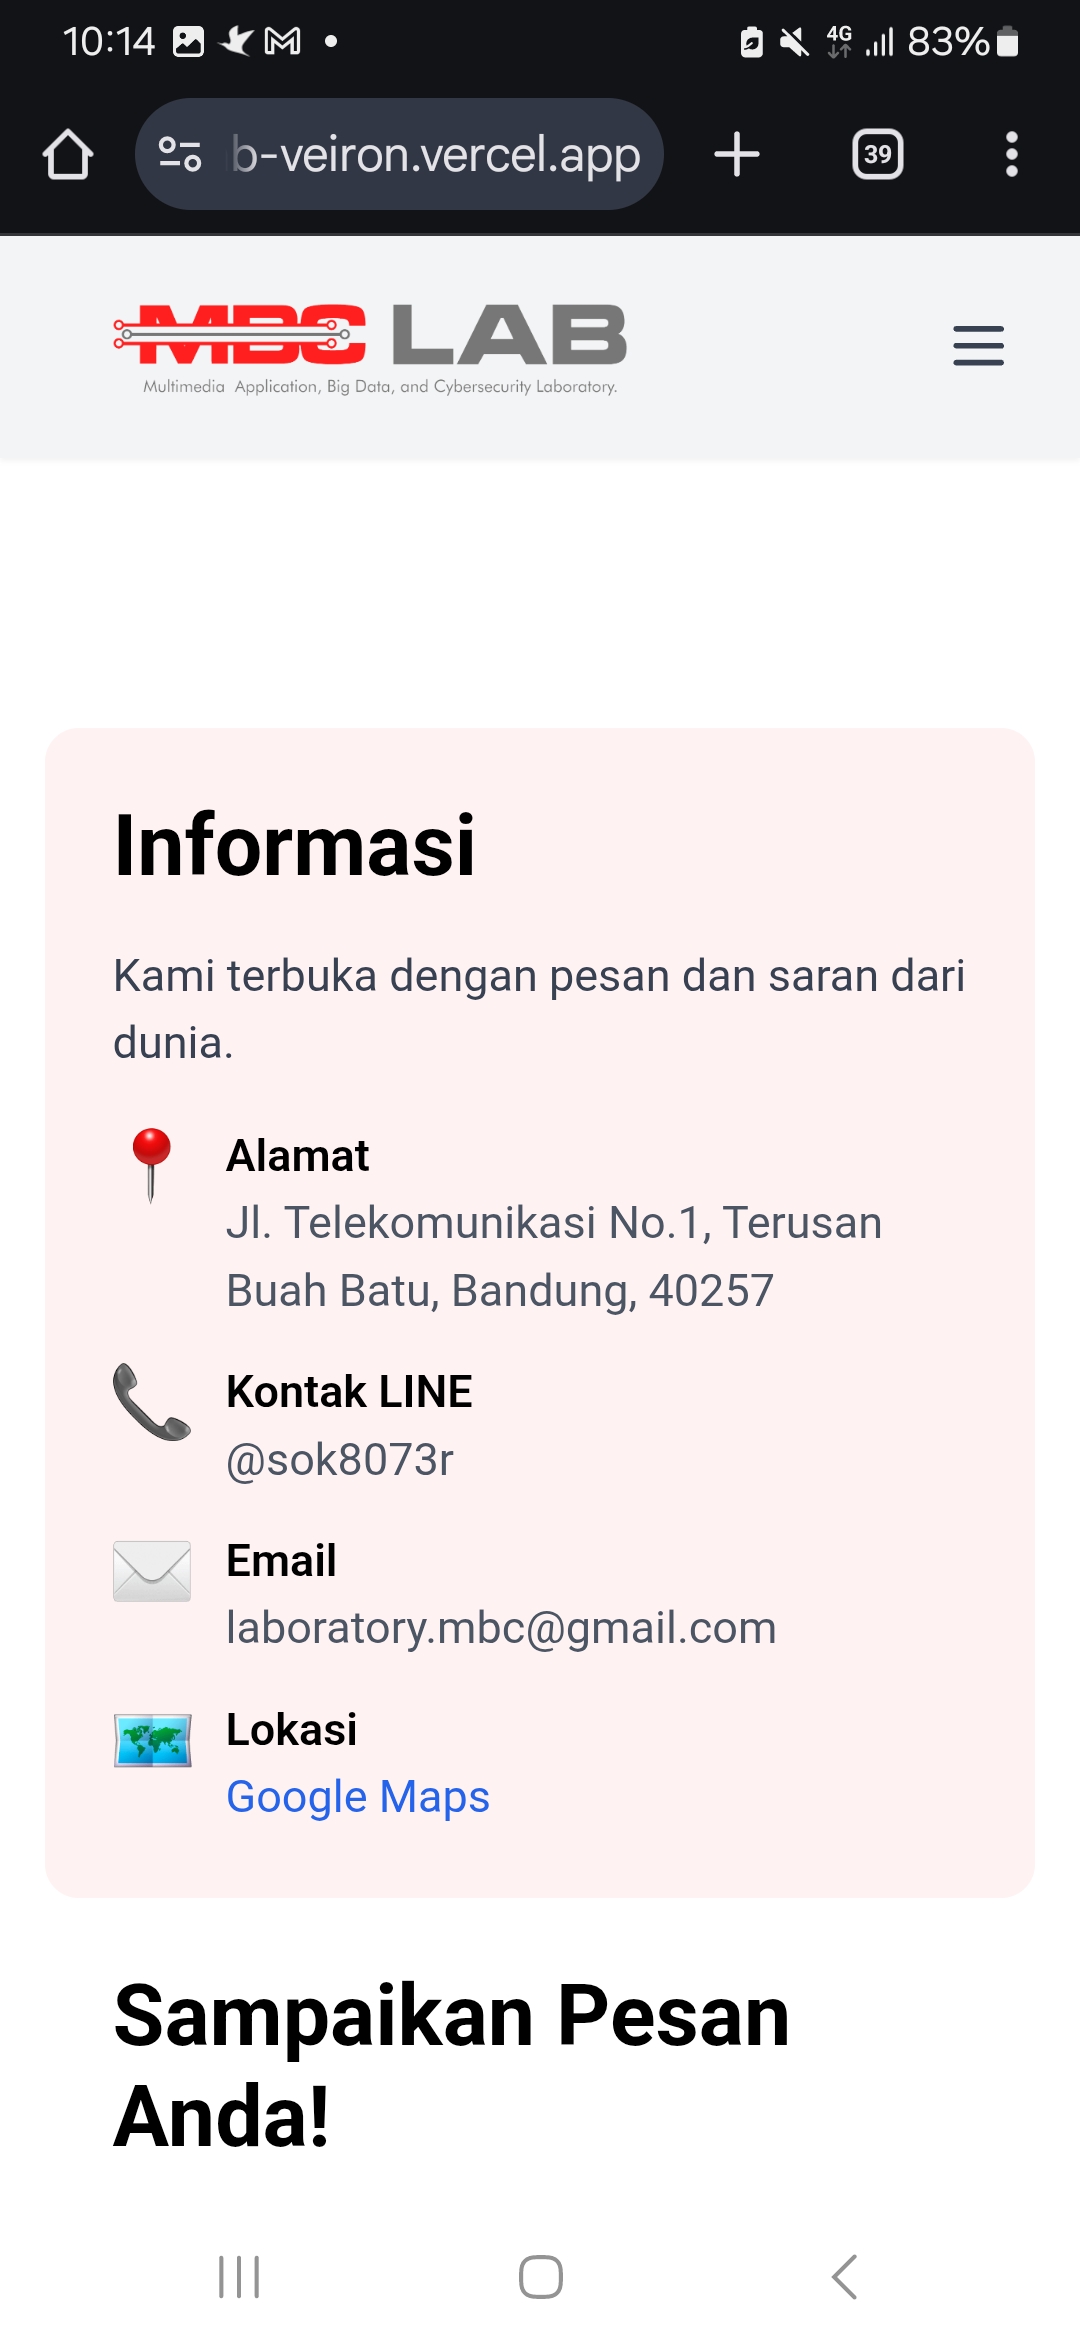 10:14
4G
83%
b-veiron.vercel.app
39
MBC LAB
Multimedia Application, Big Data, and Cybersecurity Laboratory.
Informasi
Kami terbuka dengan pesan dan saran dari
dunia.
Alamat
Jl. Telekomunikasi No.1, Terusan
Buah Batu, Bandung, 40257
Kontak LINE
@sok8073r
Email
laboratory.mbc@gmail.com
Lokasi
Google Maps
Sampaikan Pesan
Anda!